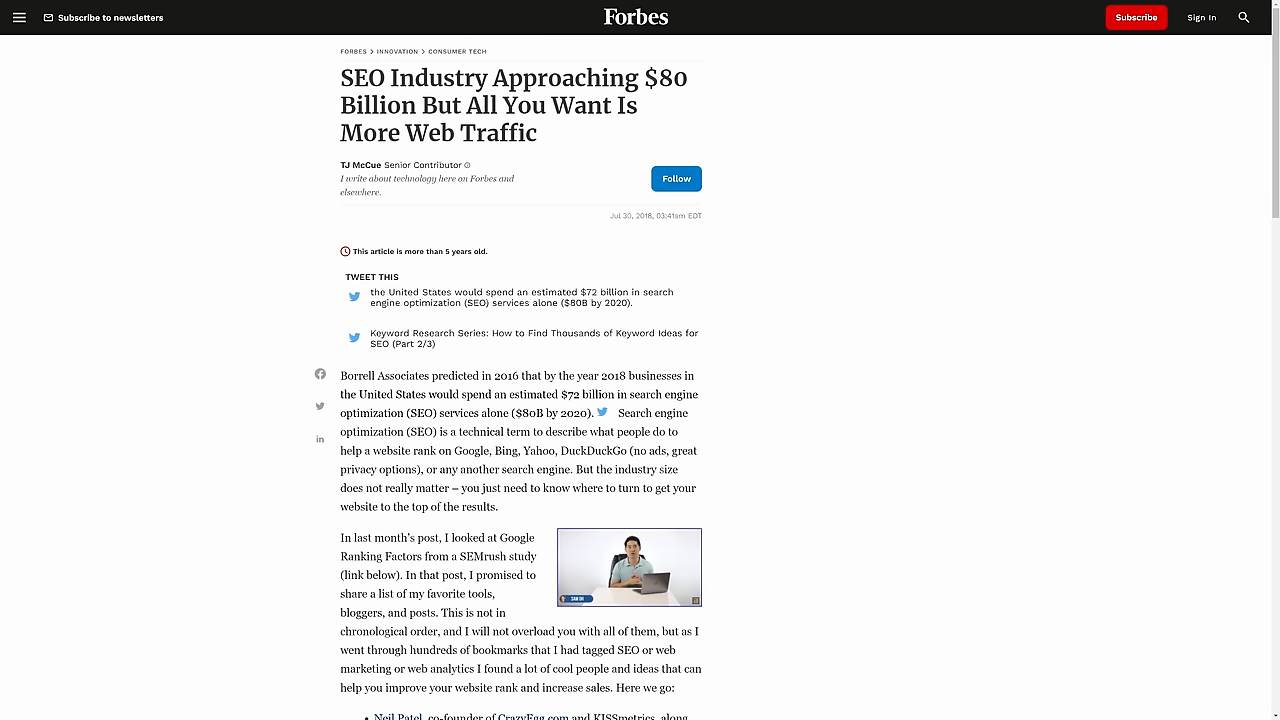 Subscribe to newsletters
Forbes
Subscribe
Sign In
FORBES > INNOVATION > CONSUMER TECH
SEO Industry Approaching $80
Billion But All You Want Is
More Web Traffic
TJ McCue Senior Contributor
I write about technology here on Forbes and
elsewhere.
Follow
Jul 30, 2018, 03:41am EDT
This article is more than 5 years old.
TWEET THIS
the United States would spend an estimated $72 billion in search
engine optimization (SEO) services alone ($80B by 2020).
Keyword Research Series: How to Find Thousands of Keyword Ideas for
SEO (Part 2/3)
Borrell Associates predicted in 2016 that by the year 2018 businesses in
the United States would spend an estimated $72 billion in search engine
optimization (SEO) services alone ($80B by 2020). Search engine
optimization (SEO) is a technical term to describe what people do to
help a website rank on Google, Bing, Yahoo, DuckDuckGo (no ads, great
privacy options), or any another search engine. But the industry size
does not really matter – you just need to know where to turn to get your
website to the top of the results.
In last month's post, I looked at Google
Ranking Factors from a SEMrush study
(link below). In that post, I promised to
share a list of my favorite tools,
bloggers, and posts. This is not in
chronological order, and I will not overload you with all of them, but as I
went through hundreds of bookmarks that I had tagged SEO or web
marketing or web analytics I found a lot of cool people and ideas that can
help you improve your website rank and increase sales. Here we go:
SAM OH
• Neil Patel, co-founder of CrazyEgg.com and KISSmetrics, along